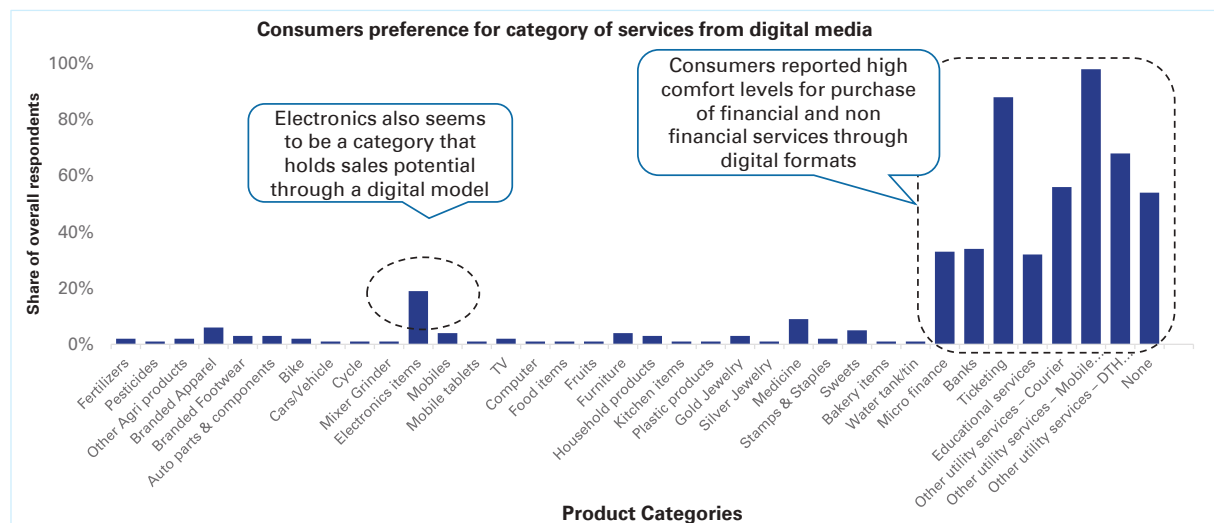 Consumers preference for category of services from digital media
Share of overall respondents
100%
80%
60%
40%
20%
0%
Electronics also seems
to be a category that
holds sales potential
through a digital model
Consumers reported high
comfort levels for purchase
of financial and non
financial services through
digital formats
Fertilizers
Pesticides
Other Agri products
Branded Apparel
Branded Footwear
Auto parts & components
Bike
Cars/Vehicle
Cycle
Mixer Grinder
Electronics items
Mobiles
Mobile tablets
TV
Computer
Food items
Fruits
Furniture
Household products
Kitchen items
Plastic products
Gold Jewelry
Silver Jewelry
Medicine
Stamps & Staples
Sweets
Bakery items
Water tank/tin
Micro finance
Banks
Ticketing
Educational services
Other utility services – Courier
Other utility services – Mobile...
Other utility services – DTH...
None
Product Categories